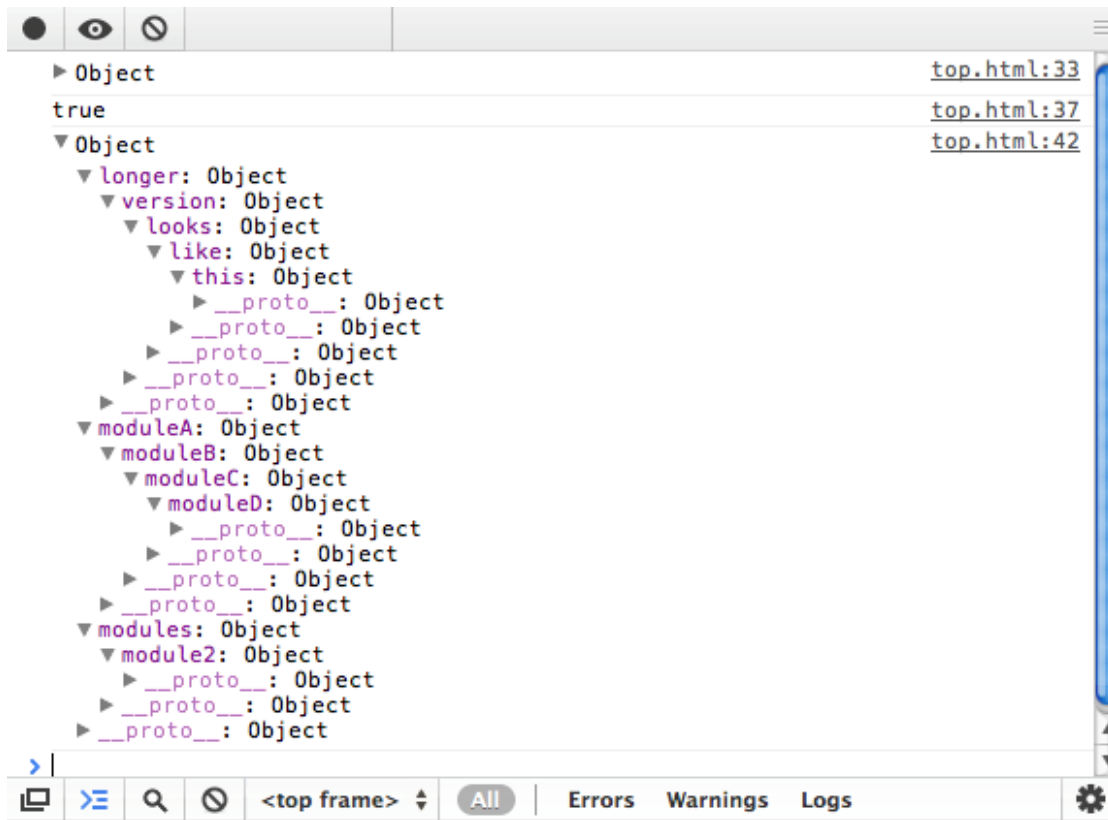 ▶ Object top.html:33
true top.html:37
▼ Object top.html:42
▼ longer: Object
▼ version: Object
▼ looks: Object
▼ like: Object
▼ this: Object
▶ __proto__: Object
▶ __proto__: Object
▶ __proto__: Object
▶ __proto__: Object
▶ __proto__: Object
▼ moduleA: Object
▼ moduleB: Object
▼ moduleC: Object
▼ moduleD: Object
▶ __proto__: Object
▶ __proto__: Object
▶ __proto__: Object
▶ __proto__: Object
▼ modules: Object
▼ module2: Object
▶ __proto__: Object
▶ __proto__: Object
▶ __proto__: Object
>
<top frame> All Errors Warnings Logs